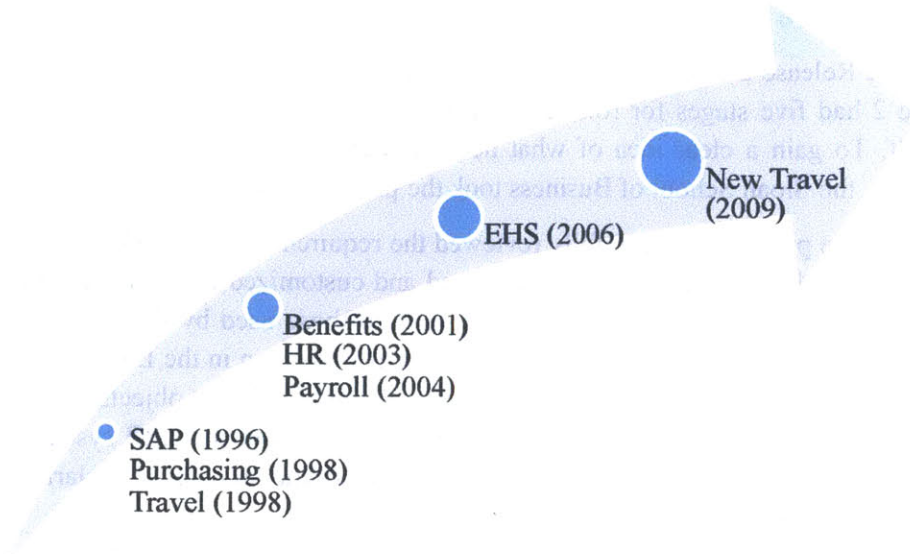 SAP (1996)
Purchasing (1998)
Travel (1998)
Benefits (2001)
HR (2003)
Payroll (2004)
EHS (2006)
New Travel
(2009)